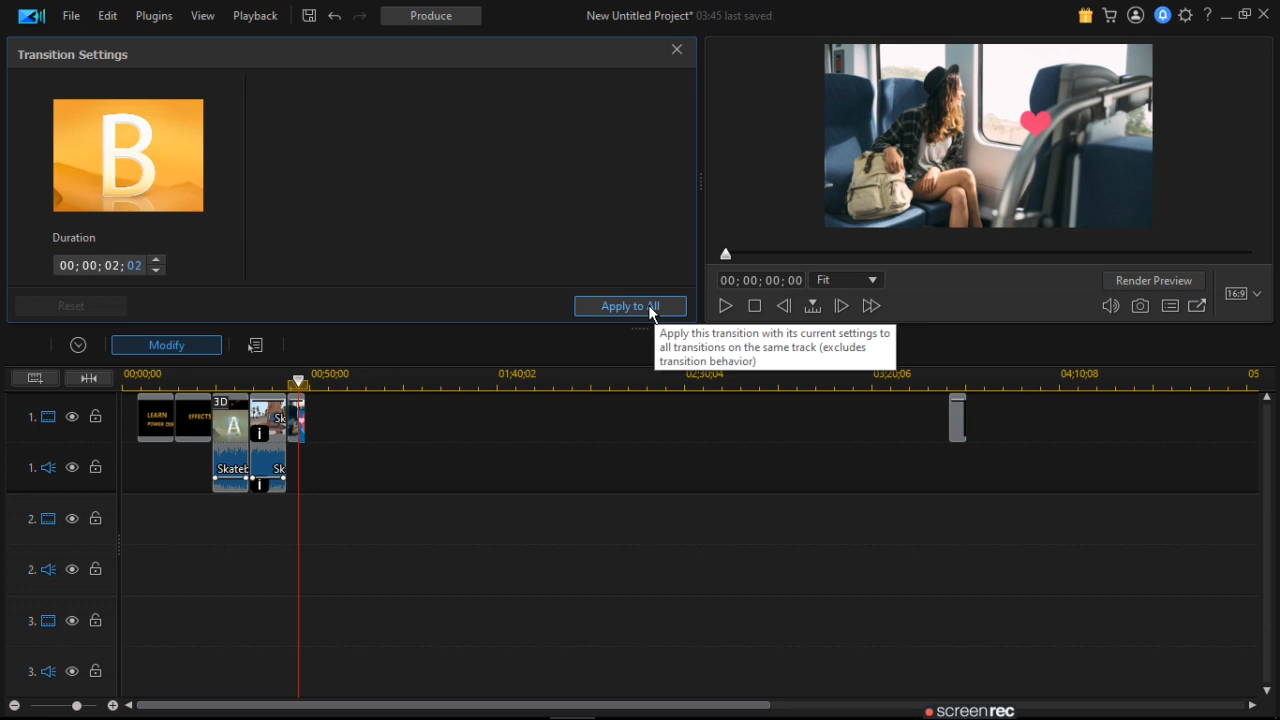 File Edit Plugins View Playback Produce New Untitled Project* 03:45 last saved ?
Transition Settings
B
Duration
00;00;02;02
Reset
Apply to All
00;00;00;00 Fit Render Preview 16:9
Modify
Apply this transition with its current settings to
all transitions on the same track (excludes
transition behavior)
00;00;00 00;50;00 01;40;02 02;30;04 03;20;06 04;10;08 05
1.
LEARN
EFFECTS
3D
A
Sk
i
1.
Skateb
Sk
i
2.
2.
3.
3.
screenrec